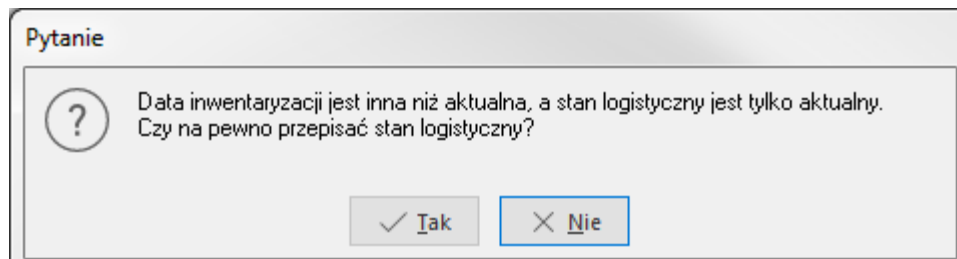 Pytanie
?
Data inwentaryzacji jest inna niż aktualna, a stan logistyczny jest tylko aktualny.
Czy na pewno przepisać stan logistyczny?
Tak
Nie